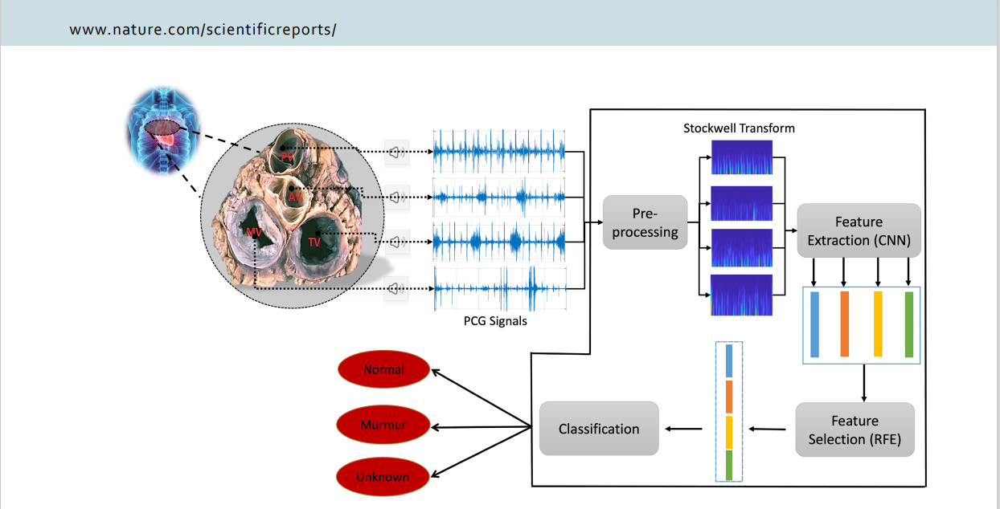 www.nature.com/scientificreports/
Stockwell Transform
PV
AV
MV
TV
PCG Signals
Pre-
processing
Feature
Extraction (CNN)
Feature
Selection (RFE)
Classification
Normal
Murmur
Unknown